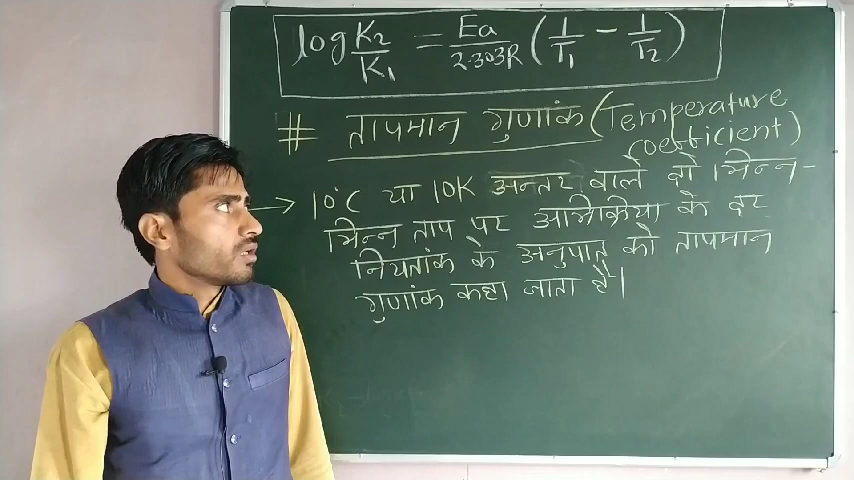 log K2/K1 = Ea/2.303R (1/T1 - 1/T2)
# तापमान गुणांक (Temperature
Coefficient)
→ 10°C या 10K अन्तर वाले दो भिन्न-
भिन्न ताप पर अभिक्रिया के दर
नियतांक के अनुपात को तापमान
गुणांक कहा जाता है।